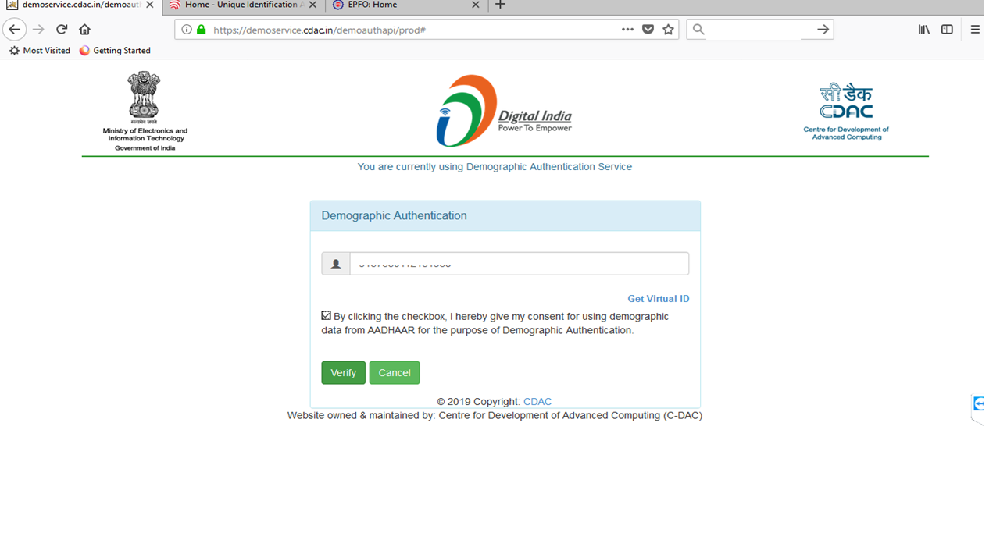 demoservice.cdac.in/demoauth
Home - Unique Identification A
EPFO: Home
https://demoservice.cdac.in/demoauthapi/prod#
Most Visited
Getting Started
सत्यमेव जयते
Ministry of Electronics and
Information Technology
Government of India
Digital India
Power To Empower
सी डैक
CDAC
Centre for Development of
Advanced Computing
You are currently using Demographic Authentication Service
Demographic Authentication
Get Virtual ID
By clicking the checkbox, I hereby give my consent for using demographic
data from AADHAAR for the purpose of Demographic Authentication.
Verify
Cancel
© 2019 Copyright: CDAC
Website owned & maintained by: Centre for Development of Advanced Computing (C-DAC)